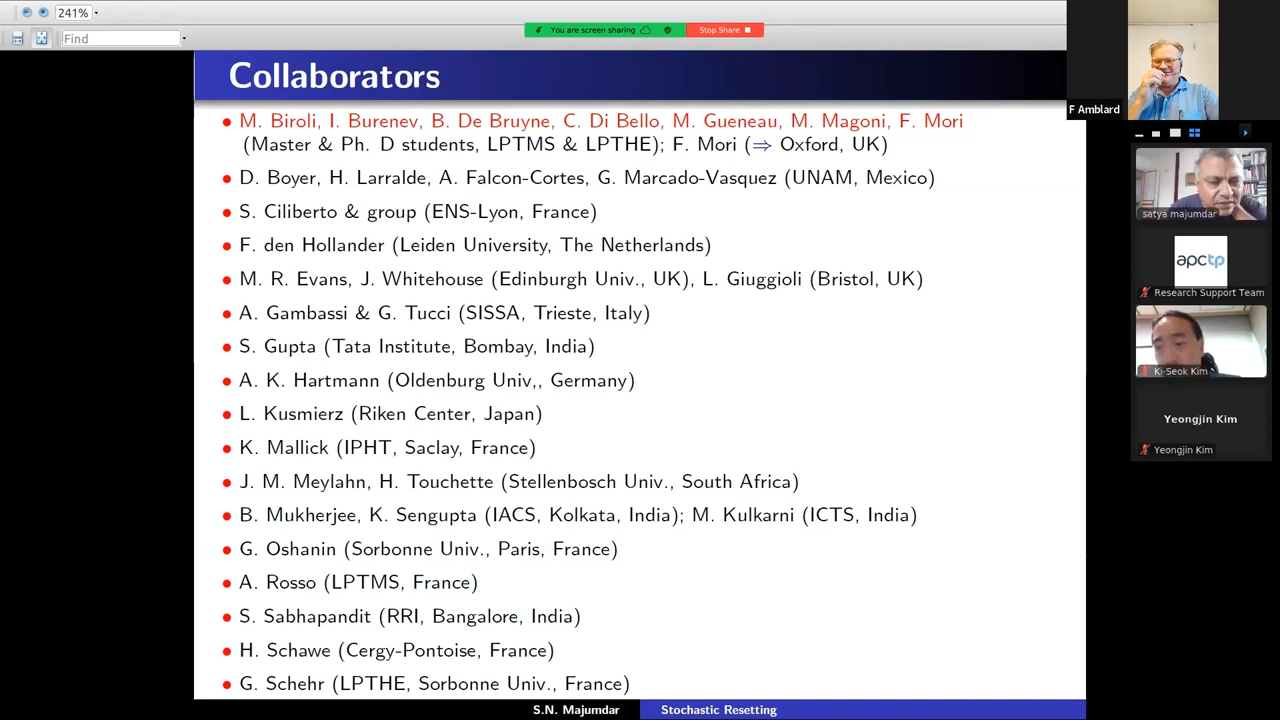 241%
Find
You are screen sharing
Stop Share
Collaborators
M. Biroli, I. Burenev, B. De Bruyne, C. Di Bello, M. Gueneau, M. Magoni, F. Mori
(Master & Ph. D students, LPTMS & LPTHE); F. Mori (⇒ Oxford, UK)
D. Boyer, H. Larralde, A. Falcon-Cortes, G. Marcado-Vasquez (UNAM, Mexico)
S. Ciliberto & group (ENS-Lyon, France)
F. den Hollander (Leiden University, The Netherlands)
M. R. Evans, J. Whitehouse (Edinburgh Univ., UK), L. Giuggioli (Bristol, UK)
A. Gambassi & G. Tucci (SISSA, Trieste, Italy)
S. Gupta (Tata Institute, Bombay, India)
A. K. Hartmann (Oldenburg Univ,, Germany)
L. Kusmierz (Riken Center, Japan)
K. Mallick (IPHT, Saclay, France)
J. M. Meylahn, H. Touchette (Stellenbosch Univ., South Africa)
B. Mukherjee, K. Sengupta (IACS, Kolkata, India); M. Kulkarni (ICTS, India)
G. Oshanin (Sorbonne Univ., Paris, France)
A. Rosso (LPTMS, France)
S. Sabhapandit (RRI, Bangalore, India)
H. Schawe (Cergy-Pontoise, France)
G. Schehr (LPTHE, Sorbonne Univ., France)
S.N. Majumdar
Stochastic Resetting
F Amblard
satya majumdar
apctp
Research Support Team
Ki-Seok Kim
Yeongjin Kim
Yeongjin Kim